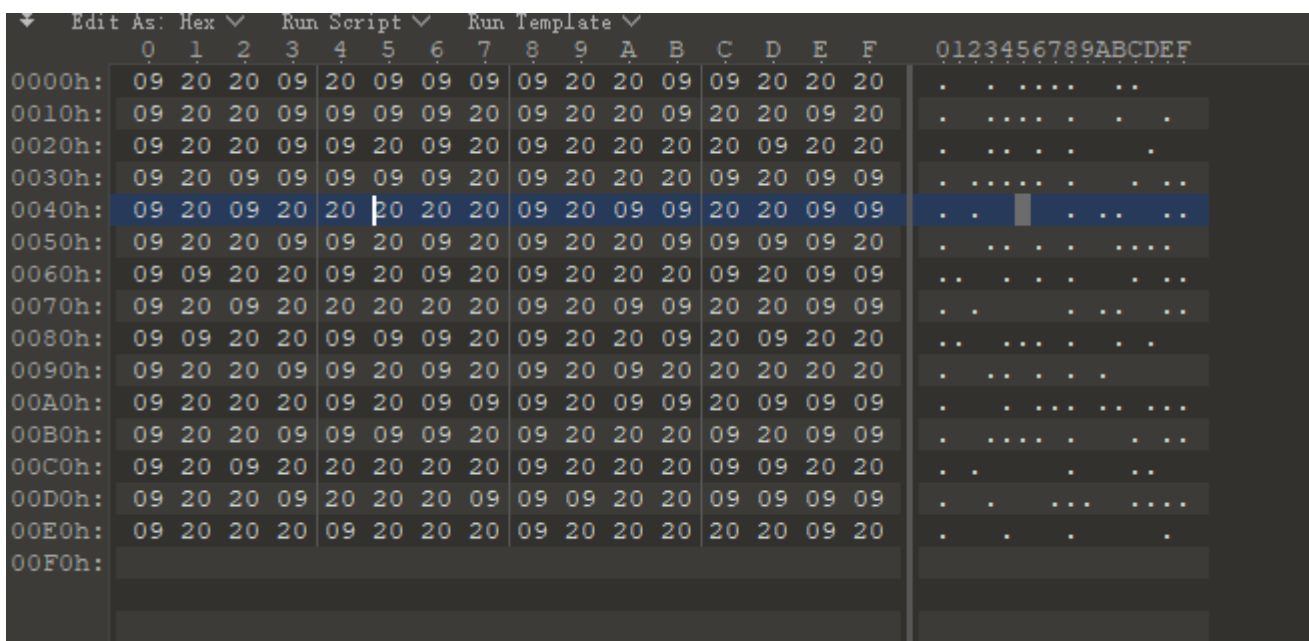 Edit As: Hex Run Script Run Template
0 1 2 3 4 5 6 7 8 9 A B C D E F 0123456789ABCDEF
0000h: 09 20 20 09 20 09 09 09 09 20 20 09 09 20 20 20 . . .... ..
0010h: 09 20 20 09 09 09 09 20 09 20 20 09 20 20 09 20 . .... . . .
0020h: 09 20 20 09 09 20 09 20 09 20 20 20 20 09 20 20 . .. . . .
0030h: 09 20 09 09 09 09 09 20 09 20 20 20 09 20 09 09 . ..... . . ..
0040h: 09 20 09 20 20 20 20 20 09 20 09 09 20 20 09 09 . . . .. ..
0050h: 09 20 20 09 09 20 09 20 09 20 20 09 09 09 09 20 . .. . . ....
0060h: 09 09 20 20 09 20 09 20 09 20 20 20 09 20 09 09 .. . . . . ..
0070h: 09 20 09 20 20 20 20 20 09 20 09 09 20 20 09 09 . . . .. ..
0080h: 09 09 20 20 09 09 09 20 09 20 20 09 20 09 20 20 .. ... . . .
0090h: 09 20 20 09 09 20 09 20 09 20 09 20 20 20 20 20 . .. . . .
00A0h: 09 20 20 20 09 20 09 09 09 20 09 09 20 09 09 09 . . ... .. ...
00B0h: 09 20 20 09 09 09 09 20 09 20 20 20 09 20 09 09 . .... . . ..
00C0h: 09 20 09 20 20 20 20 20 09 20 20 20 09 09 20 20 . . . ..
00D0h: 09 20 20 09 20 20 20 09 09 09 20 20 09 09 09 09 . . ... ....
00E0h: 09 20 20 20 09 20 20 20 09 20 20 20 20 20 09 20 . . . .
00F0h: